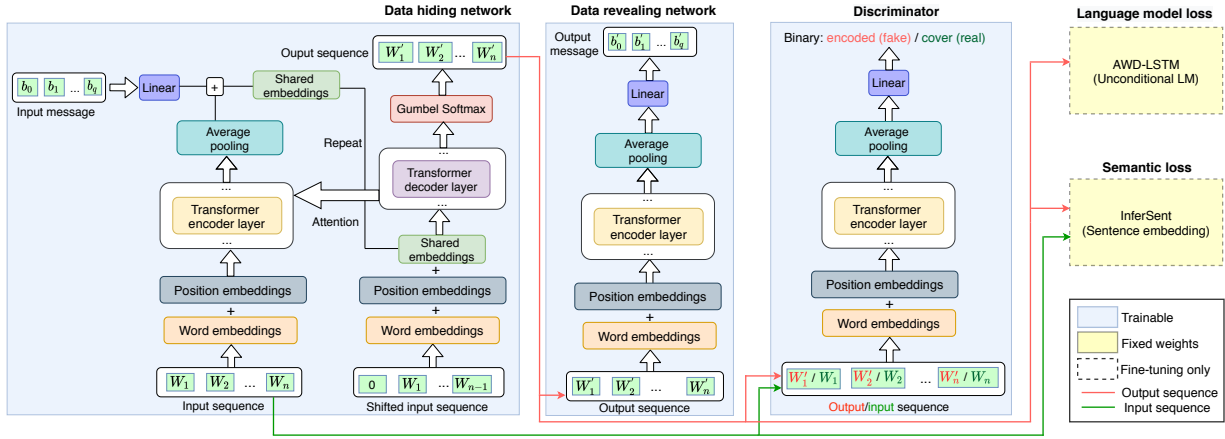 Data hiding network
Ouput sequence
W'1 W'2 ... W'n
b0 b1 ... bq
Input message
Linear
+
Shared
embeddings
Gumbel Softmax
Average
pooling
Repeat
...
Transformer
encoder layer
...
...
Transformer
decoder layer
...
Attention
Shared
embeddings
+
Position embeddings
+
Word embeddings
W1 W2 ... Wn
Input sequence
Position embeddings
+
Word embeddings
0 W1 ... Wn−1
Shifted input sequence
Data revealing network
Output
message
b'0 b'1 ... b'q
Linear
Average
pooling
...
Transformer
encoder layer
...
Position embeddings
+
Word embeddings
W'1 W'2 ... W'n
Output sequence
Discriminator
Binary: encoded (fake) / cover (real)
Linear
Average
pooling
...
Transformer
encoder layer
...
Position embeddings
+
Word embeddings
W'1 / W1 W'2 / W2 ... W'n / Wn
Output/input sequence
Language model loss
AWD-LSTM
(Unconditional LM)
Semantic loss
InferSent
(Sentence embedding)
Trainable
Fixed weights
Fine-tuning only
Output sequence
Input sequence